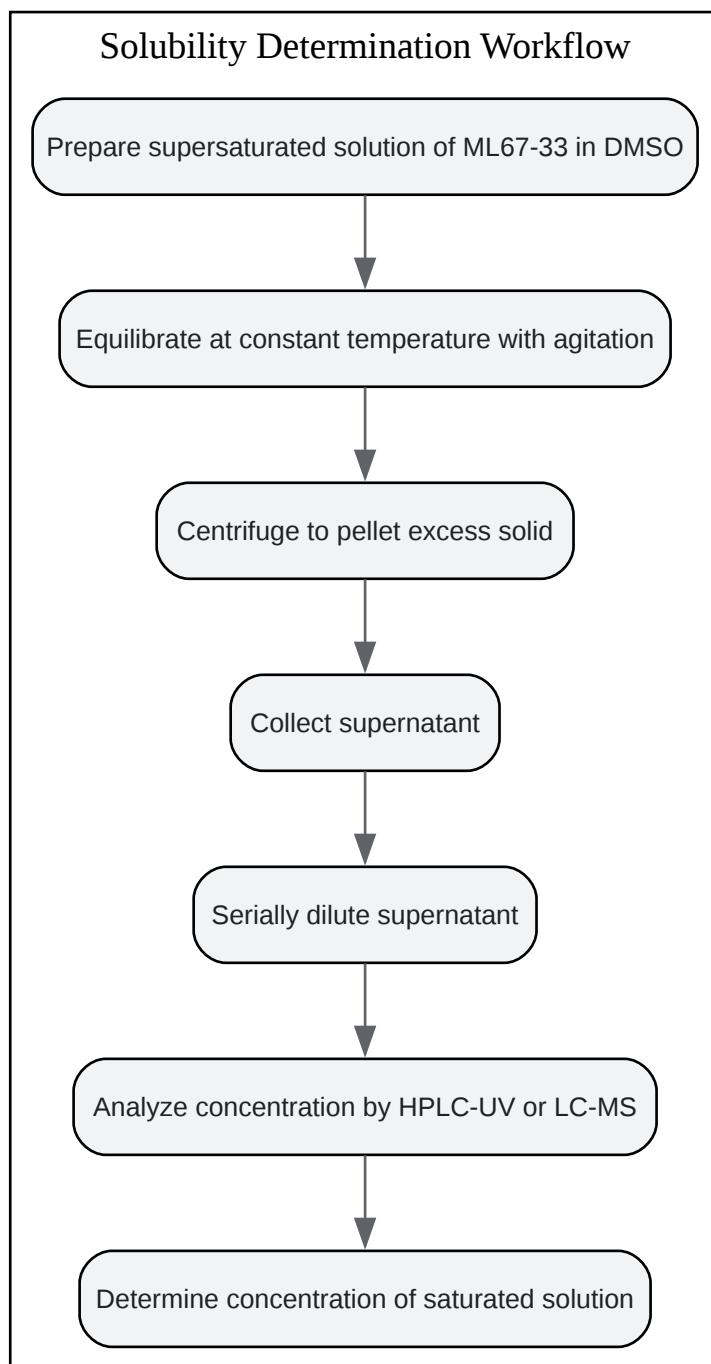 Solubility Determination Workflow
Prepare supersaturated solution of ML67-33 in DMSO
Equilibrate at constant temperature with agitation
Centrifuge to pellet excess solid
Collect supernatant
Serially dilute supernatant
Analyze concentration by HPLC-UV or LC-MS
Determine concentration of saturated solution